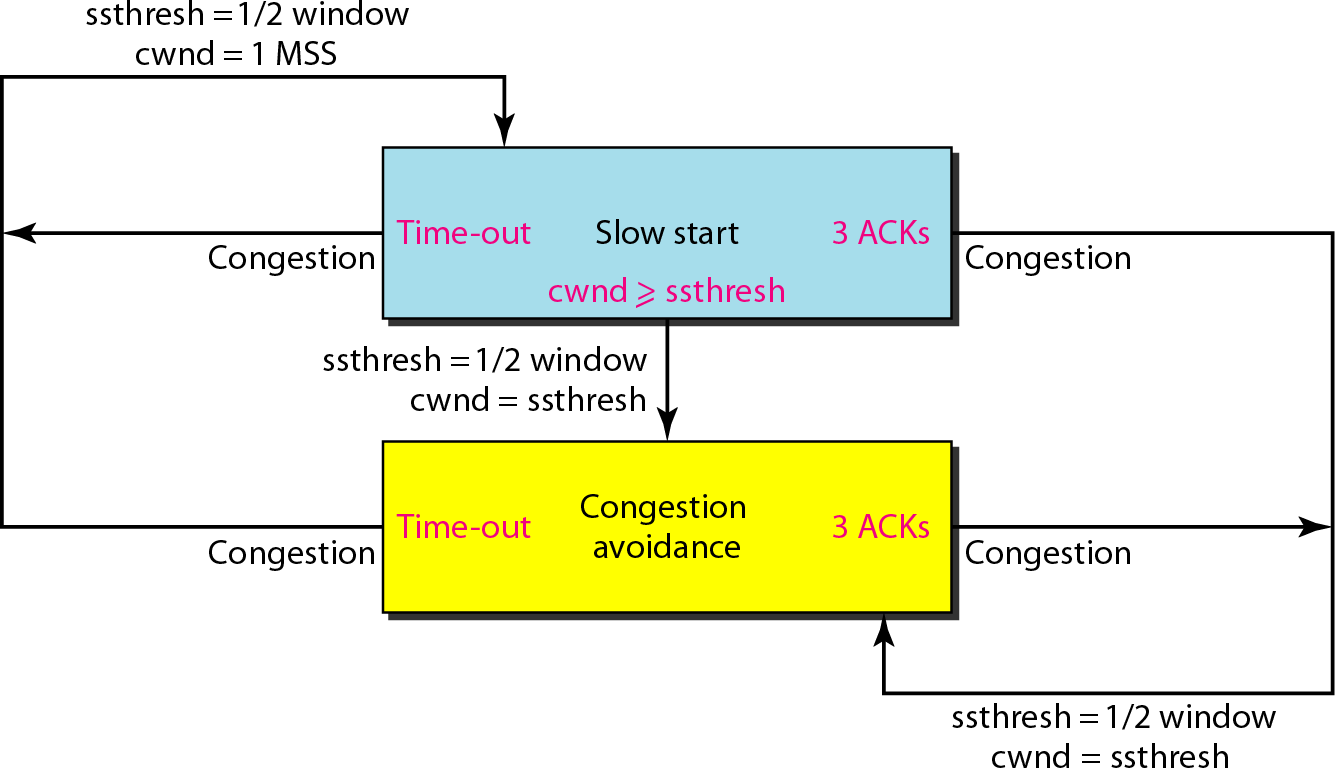 ssthresh = 1/2 window
cwnd = 1 MSS
Time-out
Slow start
3 ACKs
Congestion
Congestion
cwnd ⩾ ssthresh
ssthresh = 1/2 window
cwnd = ssthresh
Time-out
Congestion
avoidance
3 ACKs
Congestion
Congestion
ssthresh = 1/2 window
cwnd = ssthresh